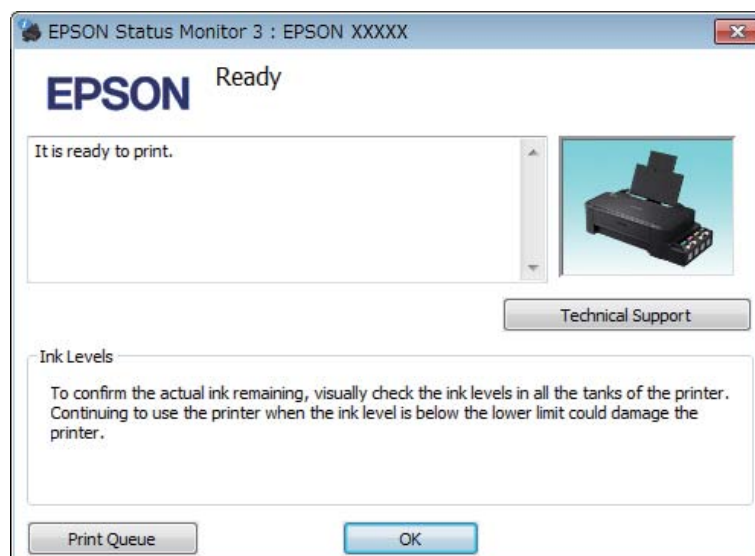 EPSON Status Monitor 3 : EPSON XXXXX
EPSON
Ready
It is ready to print.
Technical Support
Ink Levels
To confirm the actual ink remaining, visually check the ink levels in all the tanks of the printer.
Continuing to use the printer when the ink level is below the lower limit could damage the
printer.
Print Queue
OK